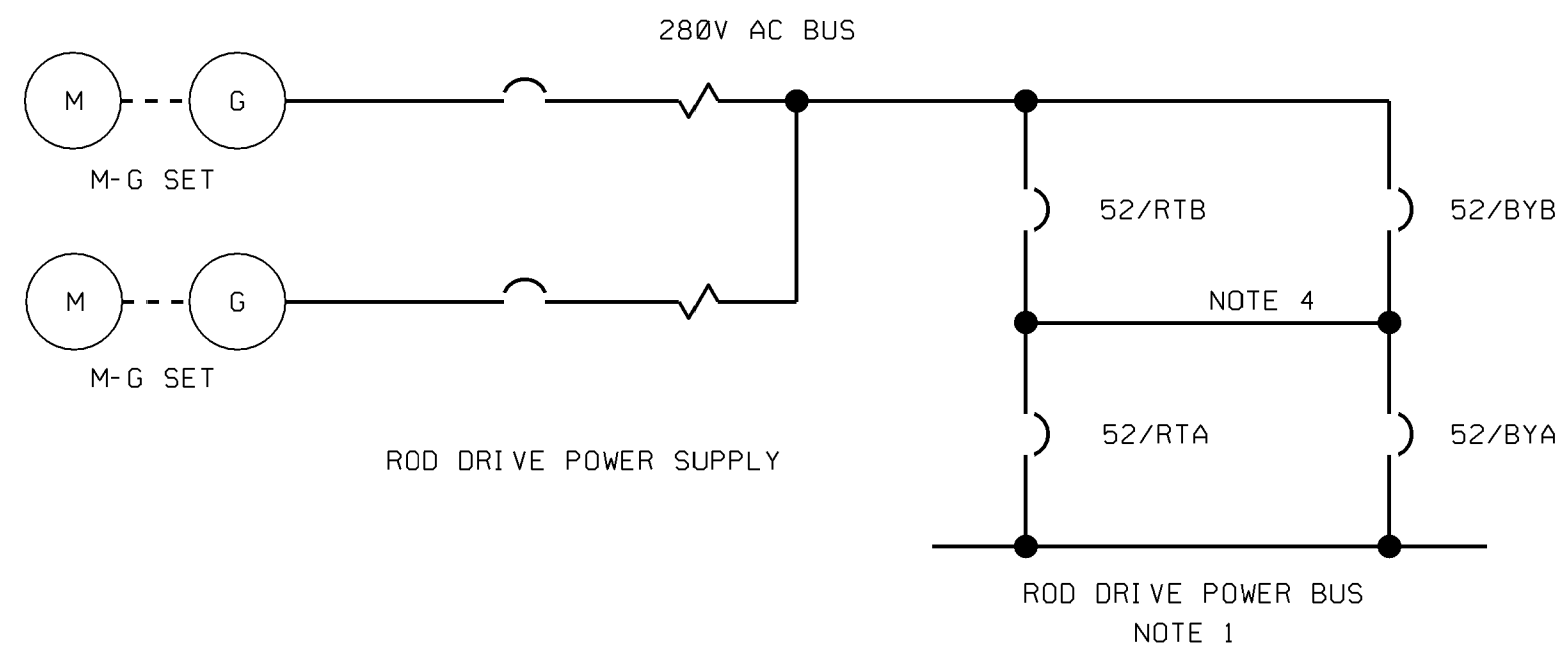 280V AC BUS
M
G
M-G SET
52/RTB
52/BYB
M
G
NOTE 4
M-G SET
52/RTA
52/BYA
ROD DRIVE POWER SUPPLY
ROD DRIVE POWER BUS
NOTE 1